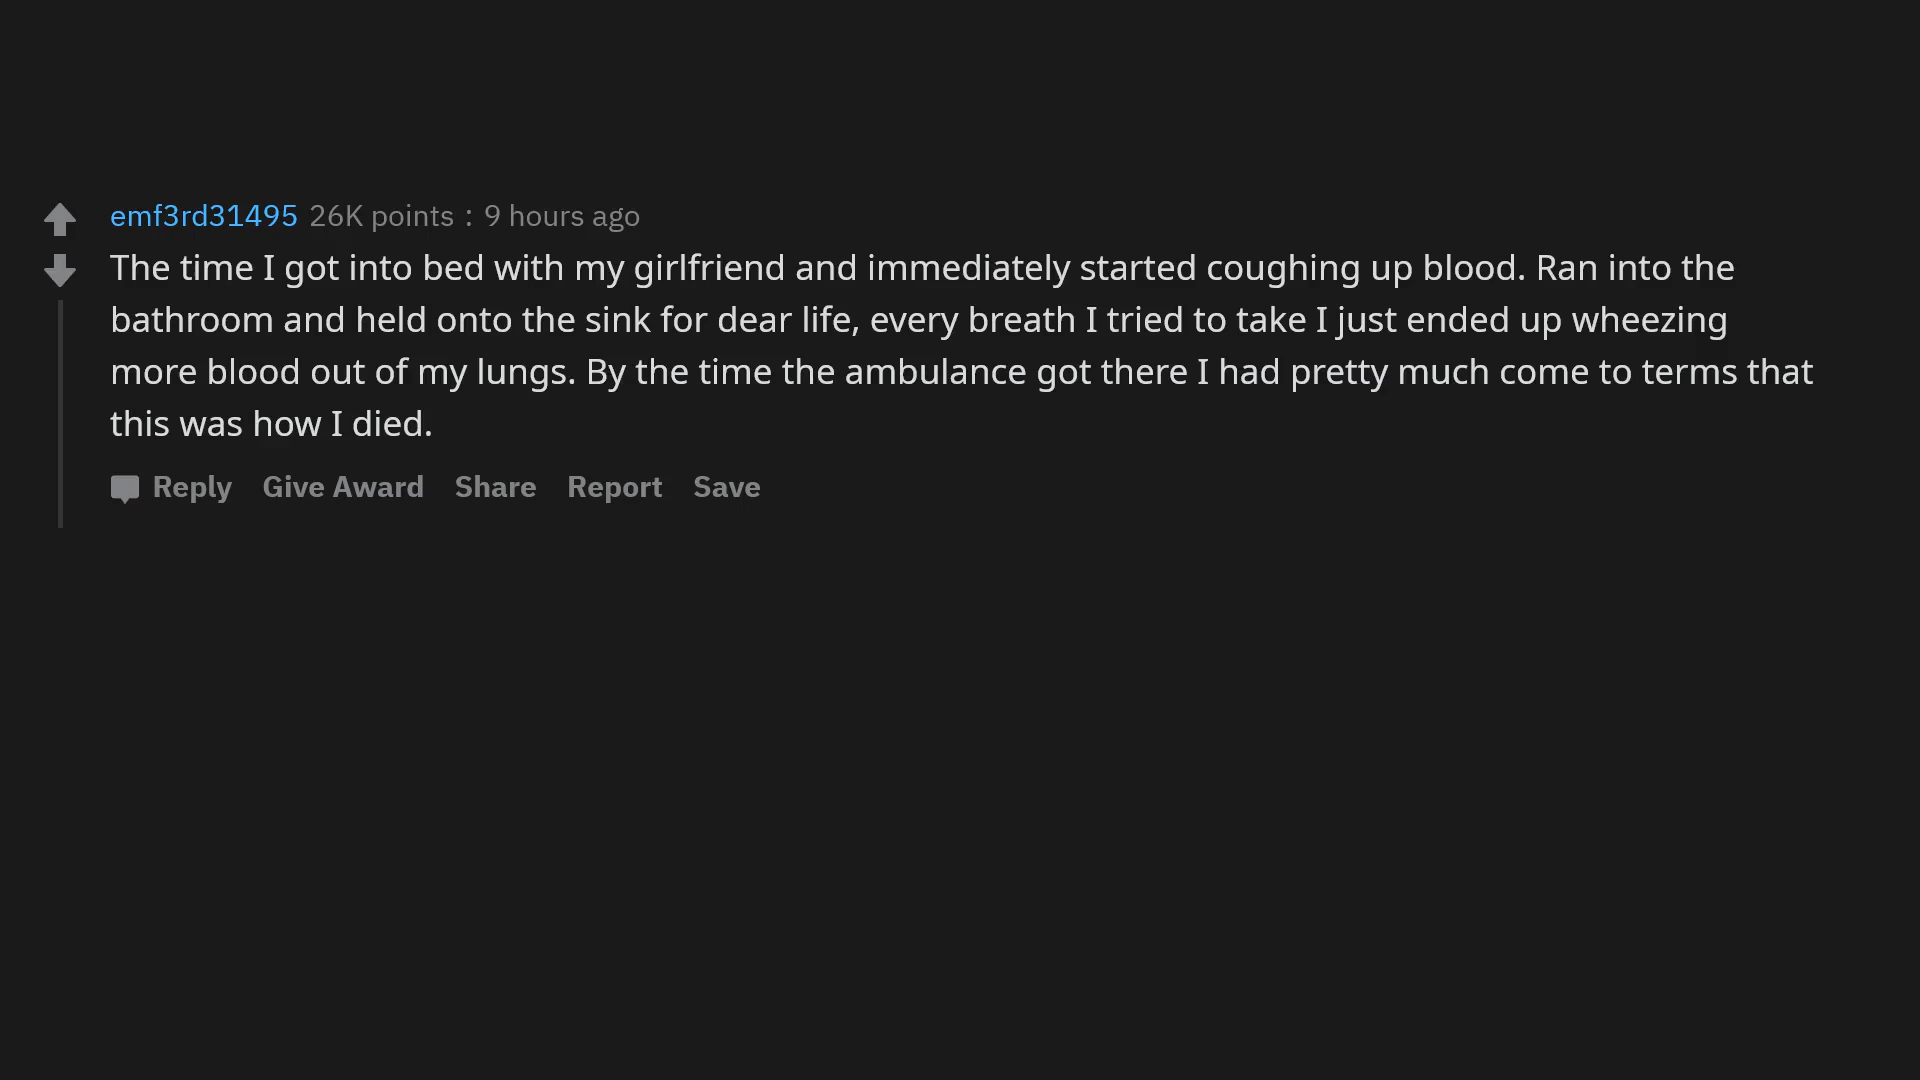 emf3rd31495 26K points : 9 hours ago
The time I got into bed with my girlfriend and immediately started coughing up blood. Ran into the
bathroom and held onto the sink for dear life, every breath I tried to take I just ended up wheezing
more blood out of my lungs. By the time the ambulance got there I had pretty much come to terms that
this was how I died.
Reply Give Award Share Report Save